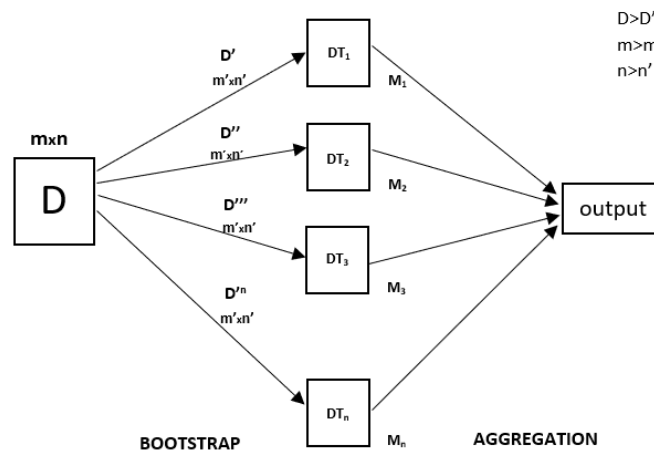 D>D'
m>m
n>n'
D'
m'xn'
DT1
M1
mxn
D
D''
m'xn'
DT2
M2
D'''
m'xn'
DT3
M3
output
D'n
m'xn'
DTn
Mn
BOOTSTRAP
AGGREGATION